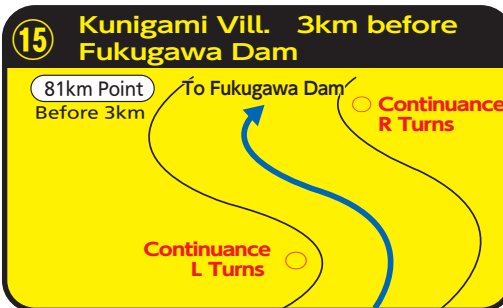 15
Kunigami Vill. 3km before
Fukugawa Dam
81km Point
Before 3km
To Fukugawa Dam
Continuance
R Turns
Continuance
L Turns